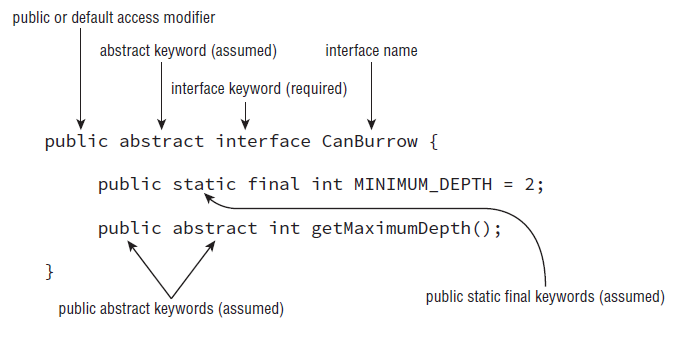 public or default access modifier
abstract keyword (assumed)
interface name
interface keyword (required)
public abstract interface CanBurrow {
public static final int MINIMUM_DEPTH = 2;
public abstract int getMaximumDepth();
}
public abstract keywords (assumed)
public static final keywords (assumed)